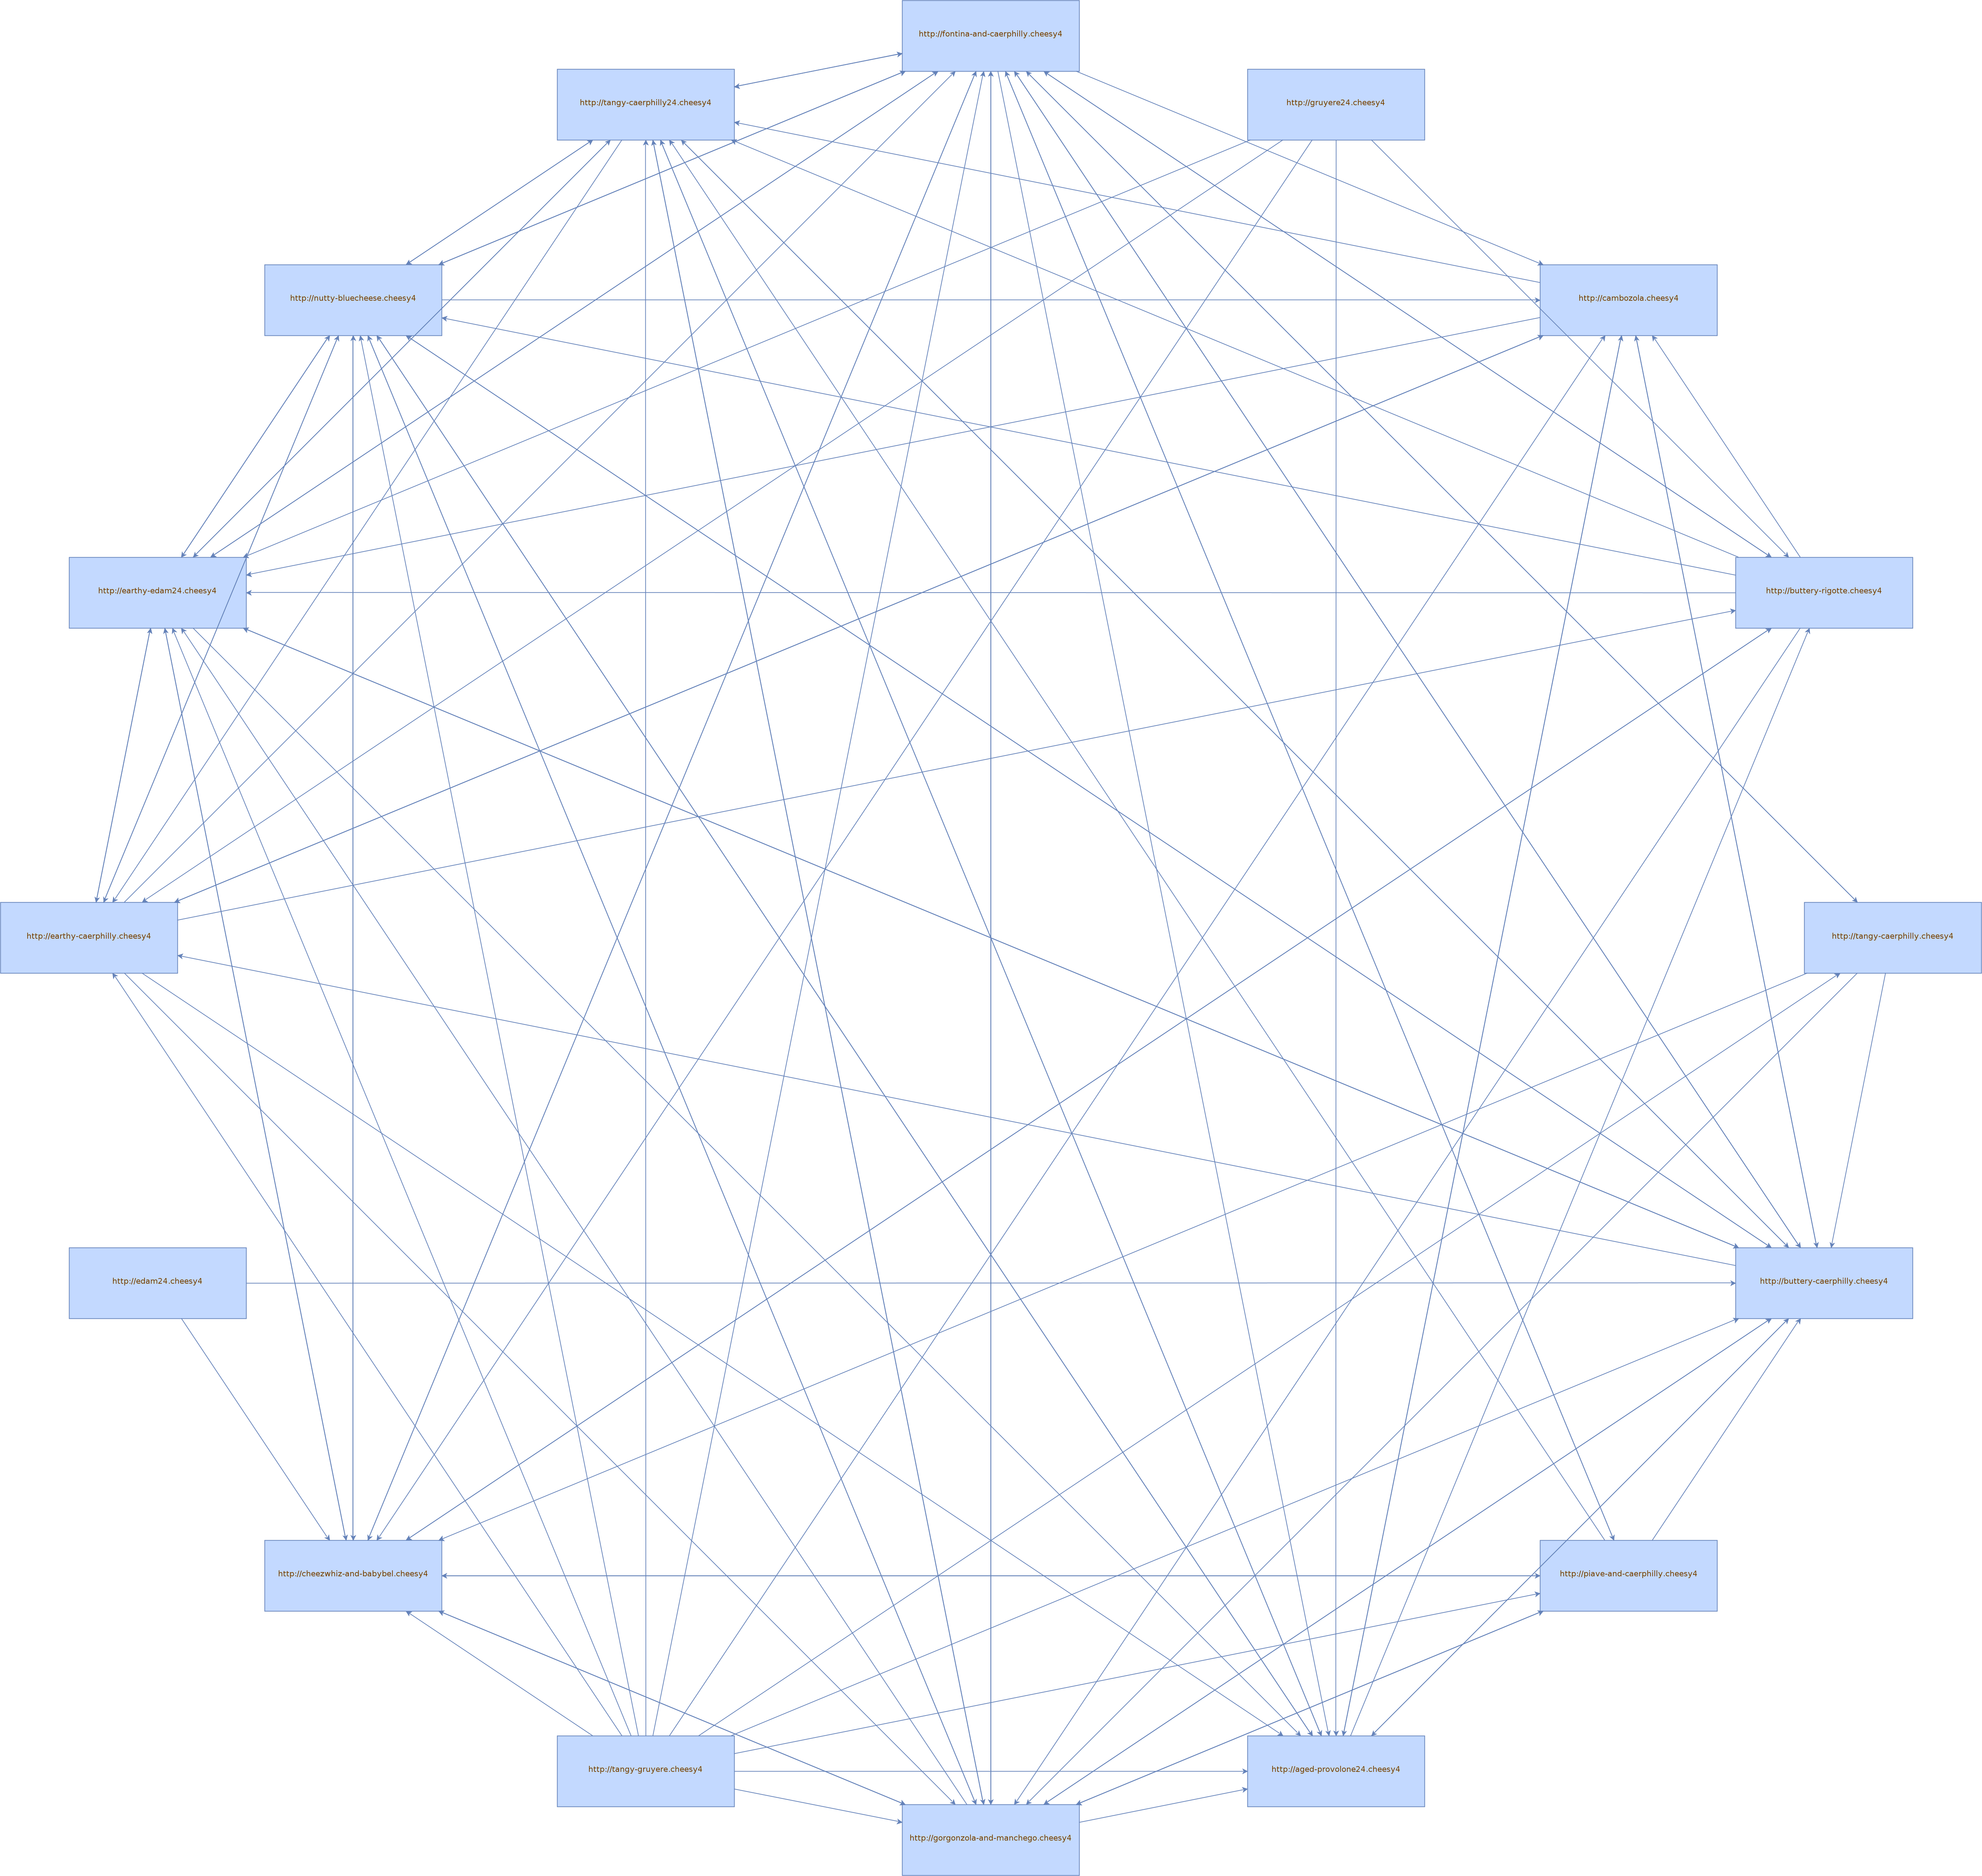 http://fontina-and-caerphilly.cheesy4
http://tangy-caerphilly24.cheesy4
http://gruyere24.cheesy4
http://nutty-bluecheese.cheesy4
http://cambozola.cheesy4
http://earthy-edam24.cheesy4
http://buttery-rigotte.cheesy4
http://earthy-caerphilly.cheesy4
http://tangy-caerphilly.cheesy4
http://edam24.cheesy4
http://buttery-caerphilly.cheesy4
http://cheezwhiz-and-babybel.cheesy4
http://piave-and-caerphilly.cheesy4
http://tangy-gruyere.cheesy4
http://aged-provolone24.cheesy4
http://gorgonzola-and-manchego.cheesy4